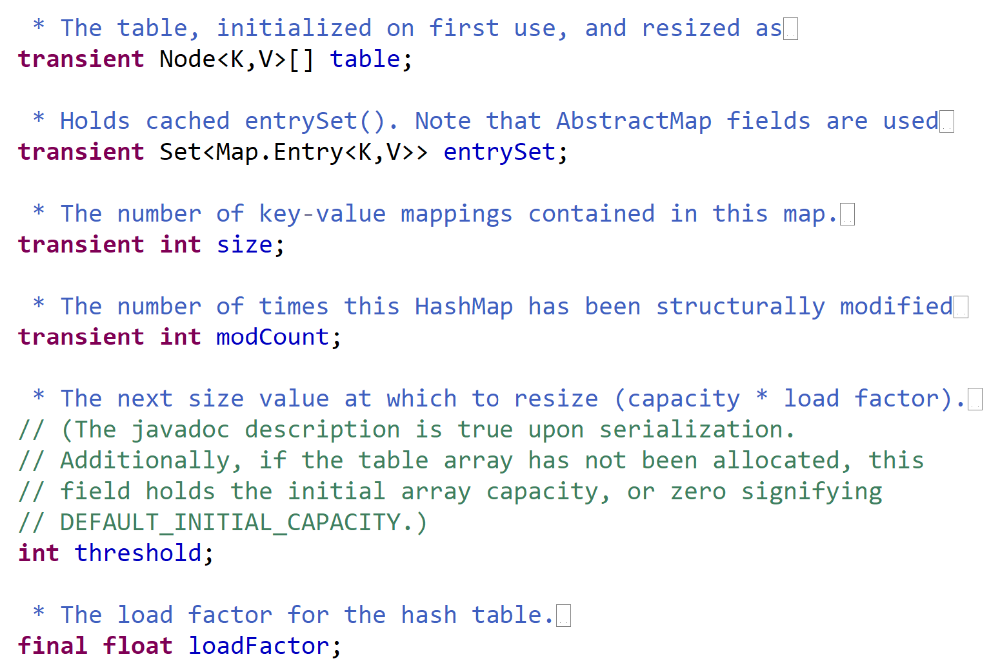 * The table, initialized on first use, and resized as
transient Node<K,V>[] table;
* Holds cached entrySet(). Note that AbstractMap fields are used
transient Set<Map.Entry<K,V>> entrySet;
* The number of key-value mappings contained in this map.
transient int size;
* The number of times this HashMap has been structurally modified
transient int modCount;
* The next size value at which to resize (capacity * load factor).
// (The javadoc description is true upon serialization.
// Additionally, if the table array has not been allocated, this
// field holds the initial array capacity, or zero signifying
// DEFAULT_INITIAL_CAPACITY.)
int threshold;
* The load factor for the hash table.
final float loadFactor;